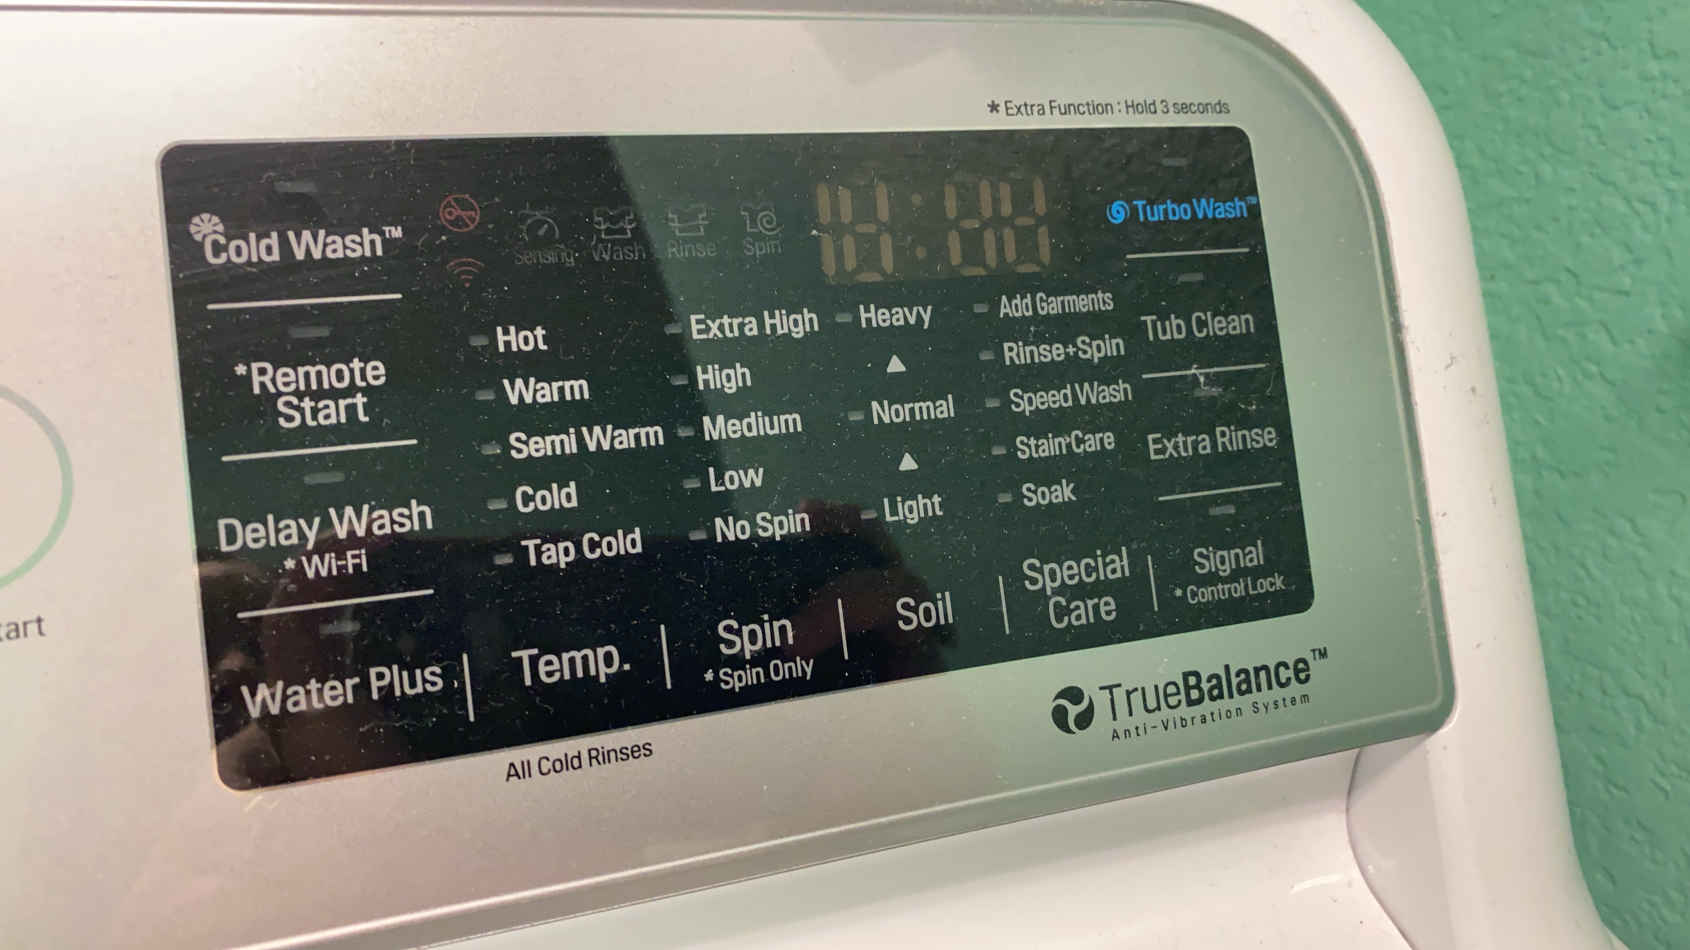 * Extra Function : Hold 3 seconds
Cold Wash™
Sensing
Wash
Rinse
Spin
TurboWash™
*Remote
Start
Delay Wash
* Wi-Fi
Water Plus
Hot
Warm
Semi Warm
Cold
Tap Cold
Temp.
Extra High
High
Medium
Low
No Spin
Spin
* Spin Only
Heavy
Normal
Light
Soil
Add Garments
Rinse+Spin
Speed Wash
Stain Care
Soak
Special
Care
Tub Clean
Extra Rinse
Signal
* Control Lock
All Cold Rinses
TrueBalance™
Anti-Vibration System